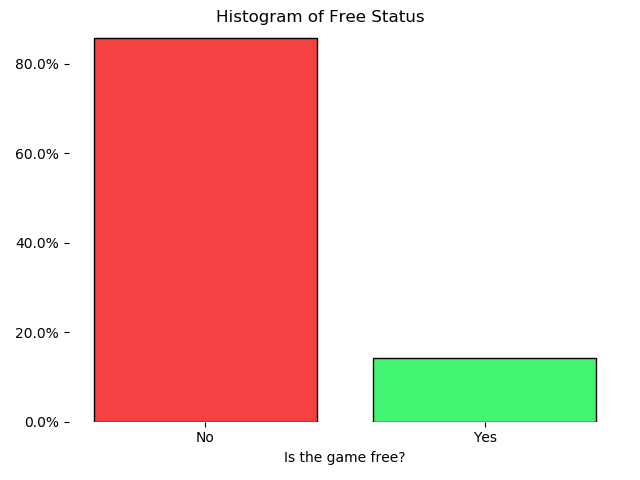 Histogram of Free Status
80.0%
60.0%
40.0%
20.0%
0.0%
No Yes
Is the game free?